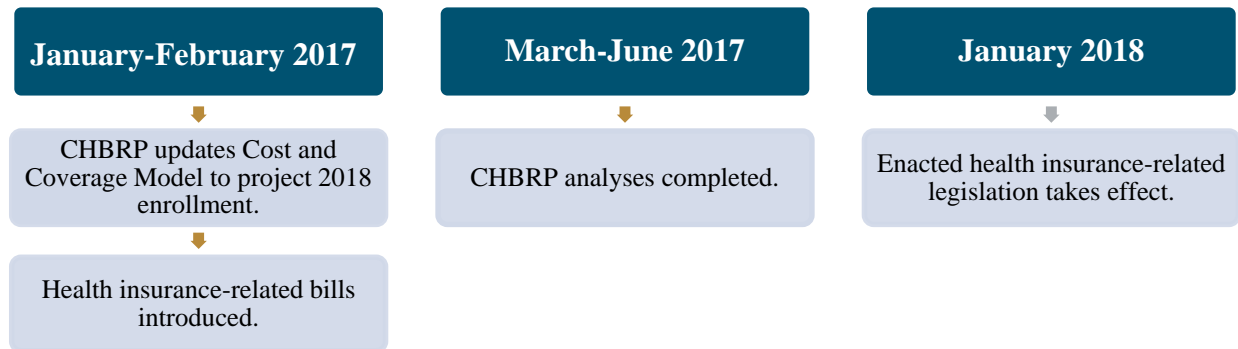 January-February 2017
CHBRP updates Cost and
Coverage Model to project 2018
enrollment.
Health insurance-related bills
introduced.
March-June 2017
CHBRP analyses completed.
January 2018
Enacted health insurance-related
legislation takes effect.